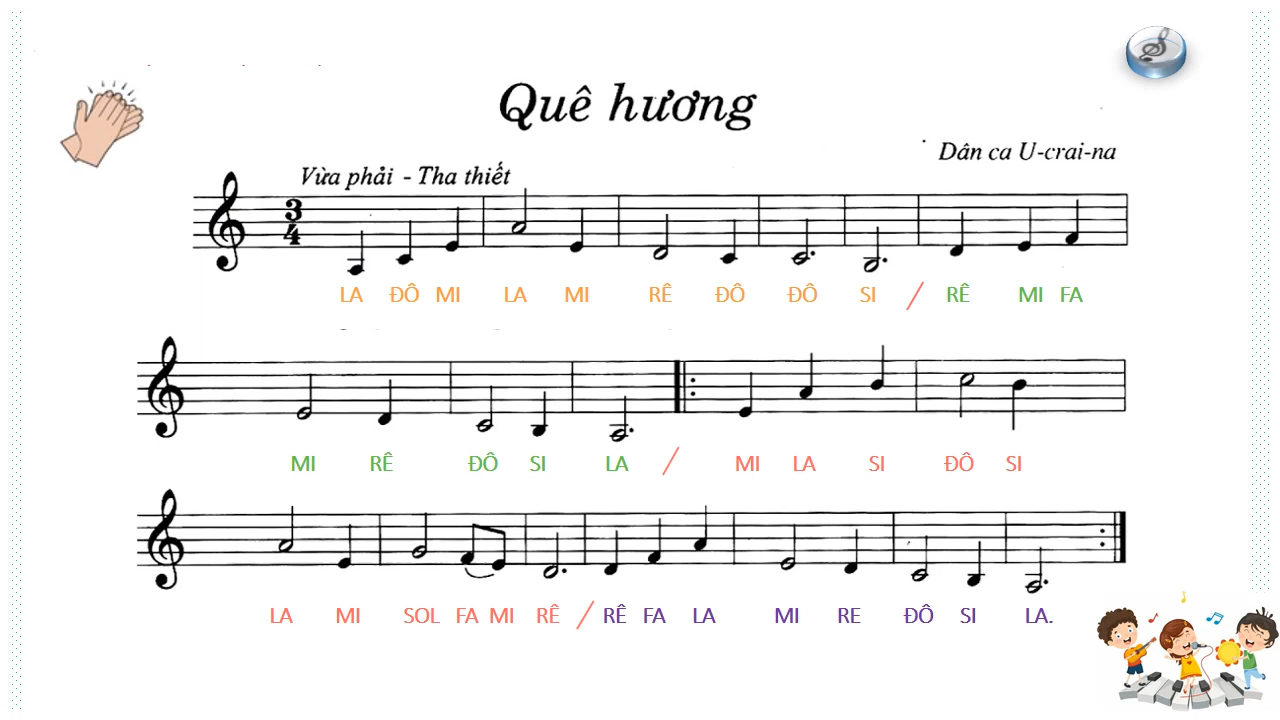 Quê hương
Dân ca U-crai-na
Vừa phải - Tha thiết
3
4
LA ĐÔ MI LA MI RÊ ĐÔ ĐÔ SI / RÊ MI FA
MI RÊ ĐÔ SI LA / MI LA SI ĐÔ SI
LA MI SOL FA MI RÊ / RÊ FA LA MI RE ĐÔ SI LA.